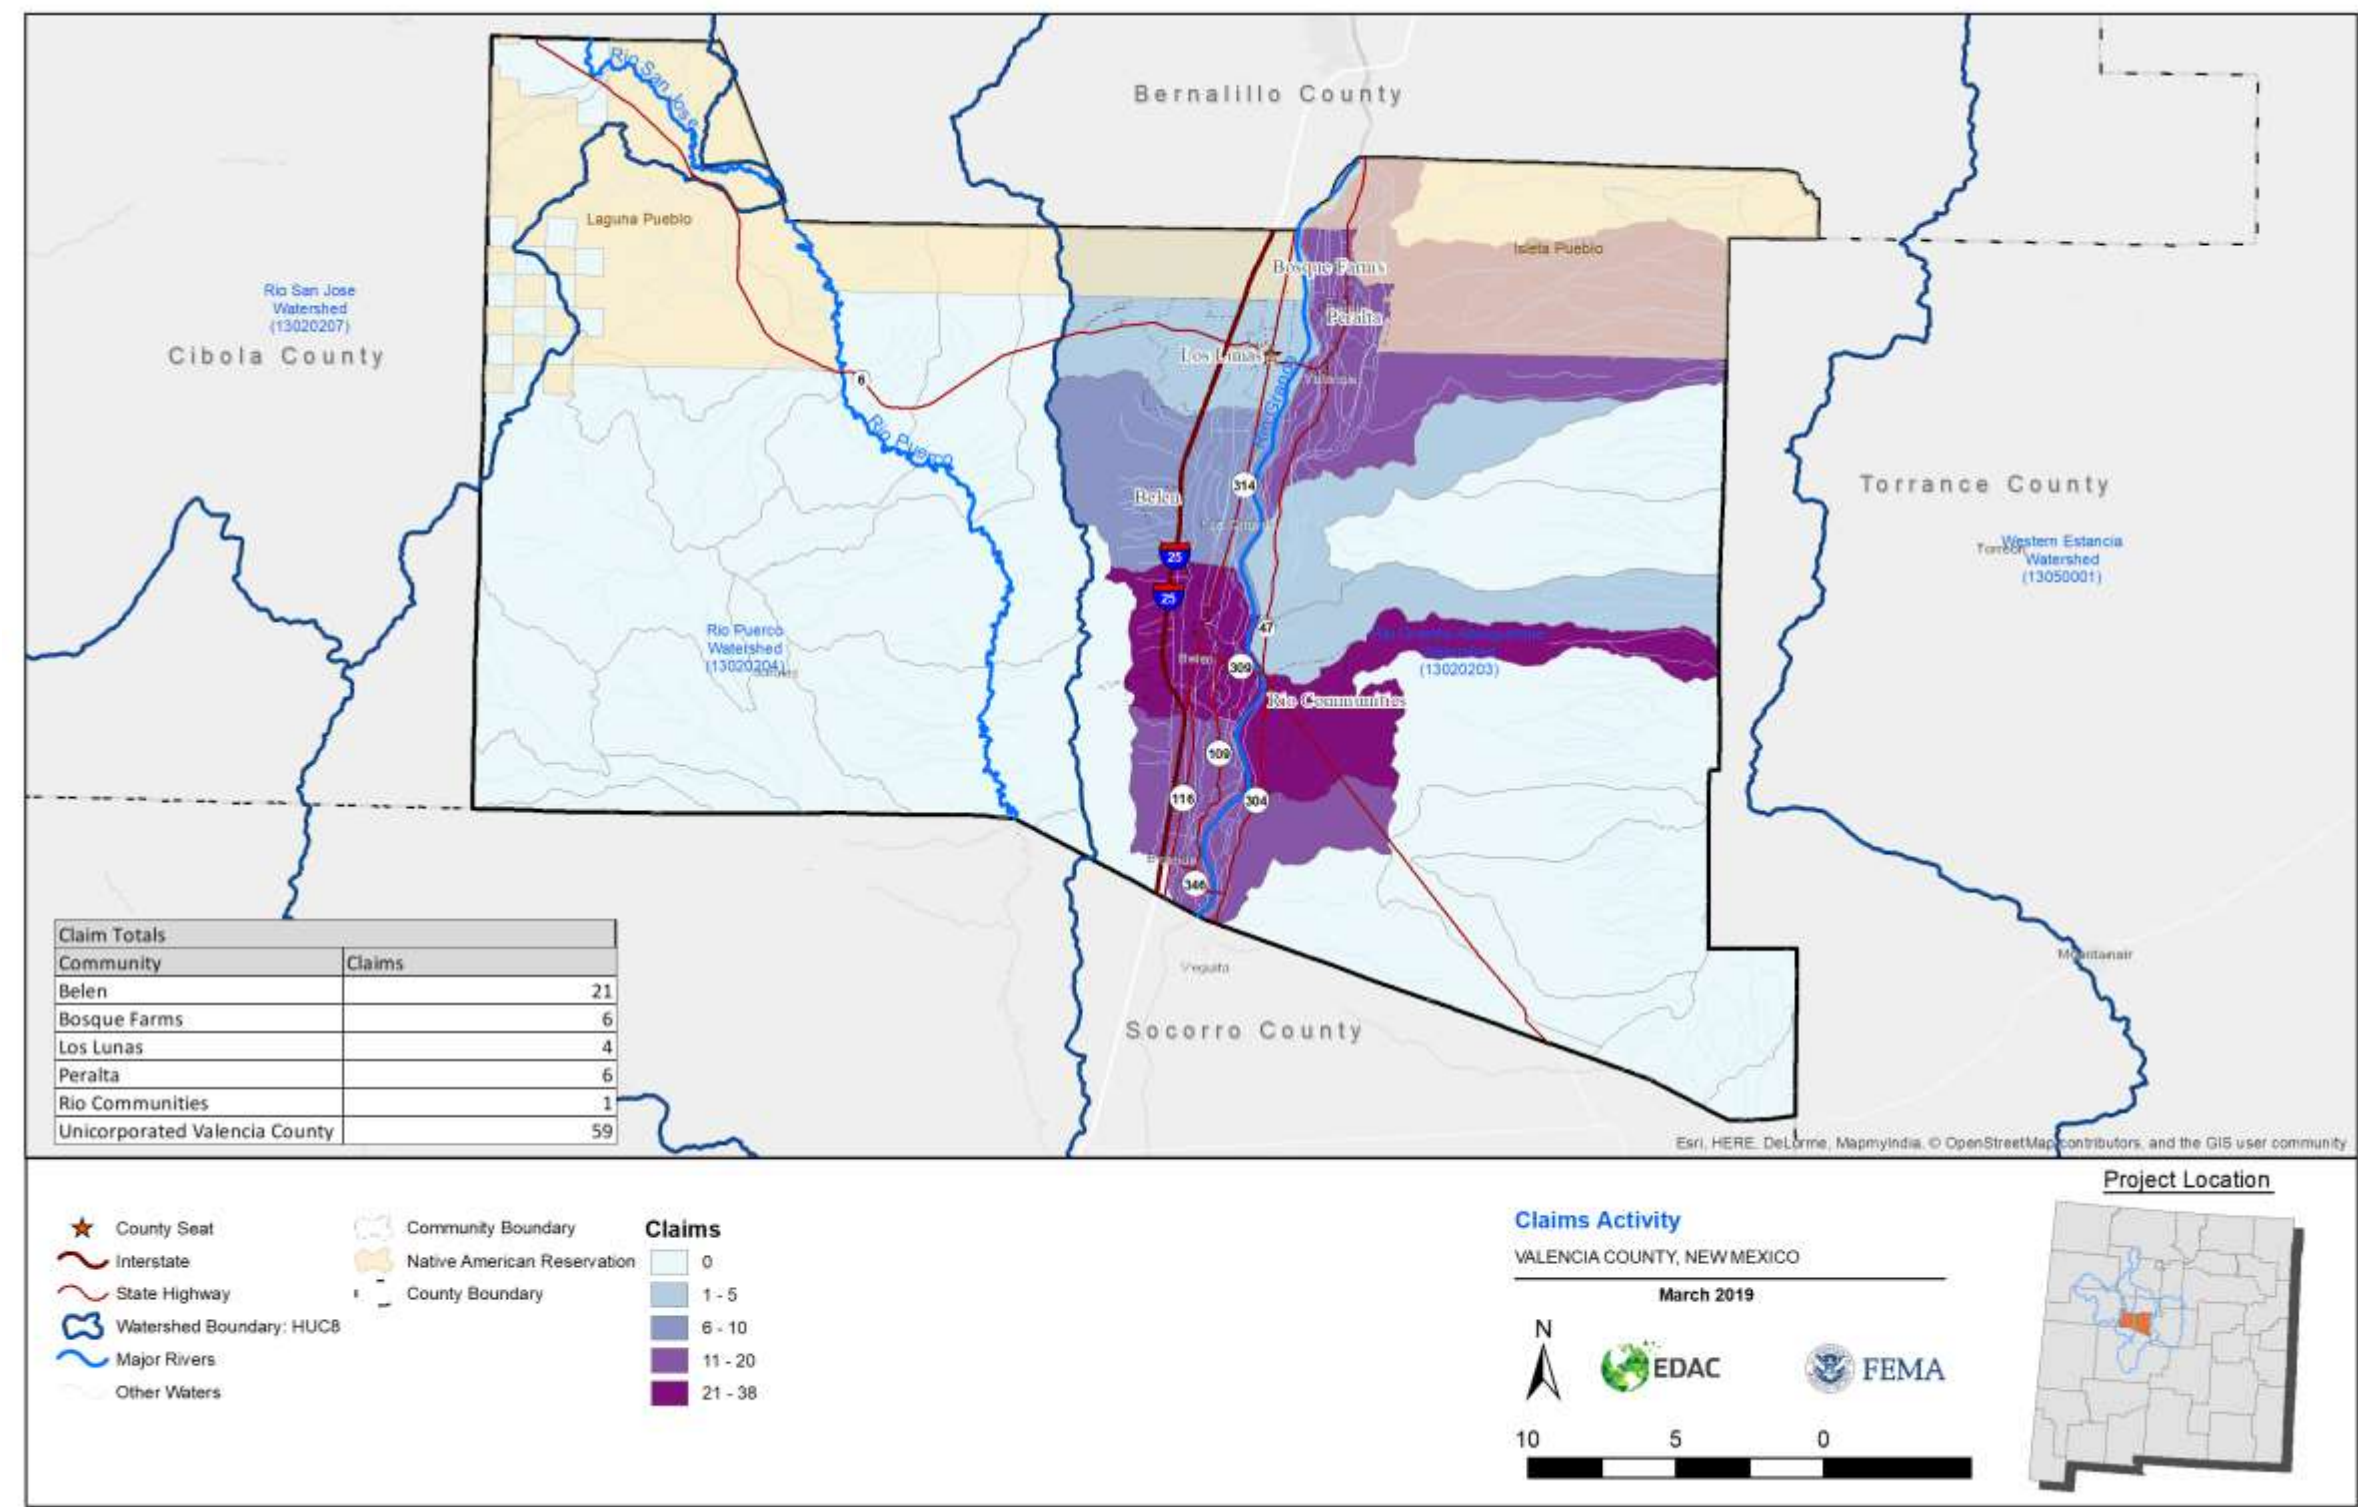 Bernalillo County
Rio San Jose
Laguna Pueblo
Isleta Pueblo
Bosque Farms
Rio San Jose
Watershed
(13020207)
Peralta
Cibola County
Los Lunas
Valencia
6
Rio Grande
Rio Puerco
314
Belen
Torrance County
25
Western Estancia
Torreon
Watershed
(13050001)
25
47
Rio Puerco
Watershed
(13020204)
Belen
309
(13020203)
Rio Communities
109
116
304
346
Veguita
Mountainair
Socorro County
Claim Totals
Community Claims
Belen 21
Bosque Farms 6
Los Lunas 4
Peralta 6
Rio Communities 1
Unicorporated Valencia County 59
Esri, HERE, DeLorme, MapmyIndia, © OpenStreetMap contributors, and the GIS user community
County Seat
Interstate
State Highway
Watershed Boundary: HUC8
Major Rivers
Other Waters
Community Boundary
Native American Reservation
County Boundary
Claims
0
1 - 5
6 - 10
11 - 20
21 - 38
Claims Activity
VALENCIA COUNTY, NEW MEXICO
March 2019
N
EDAC
FEMA
10 5 0
Project Location